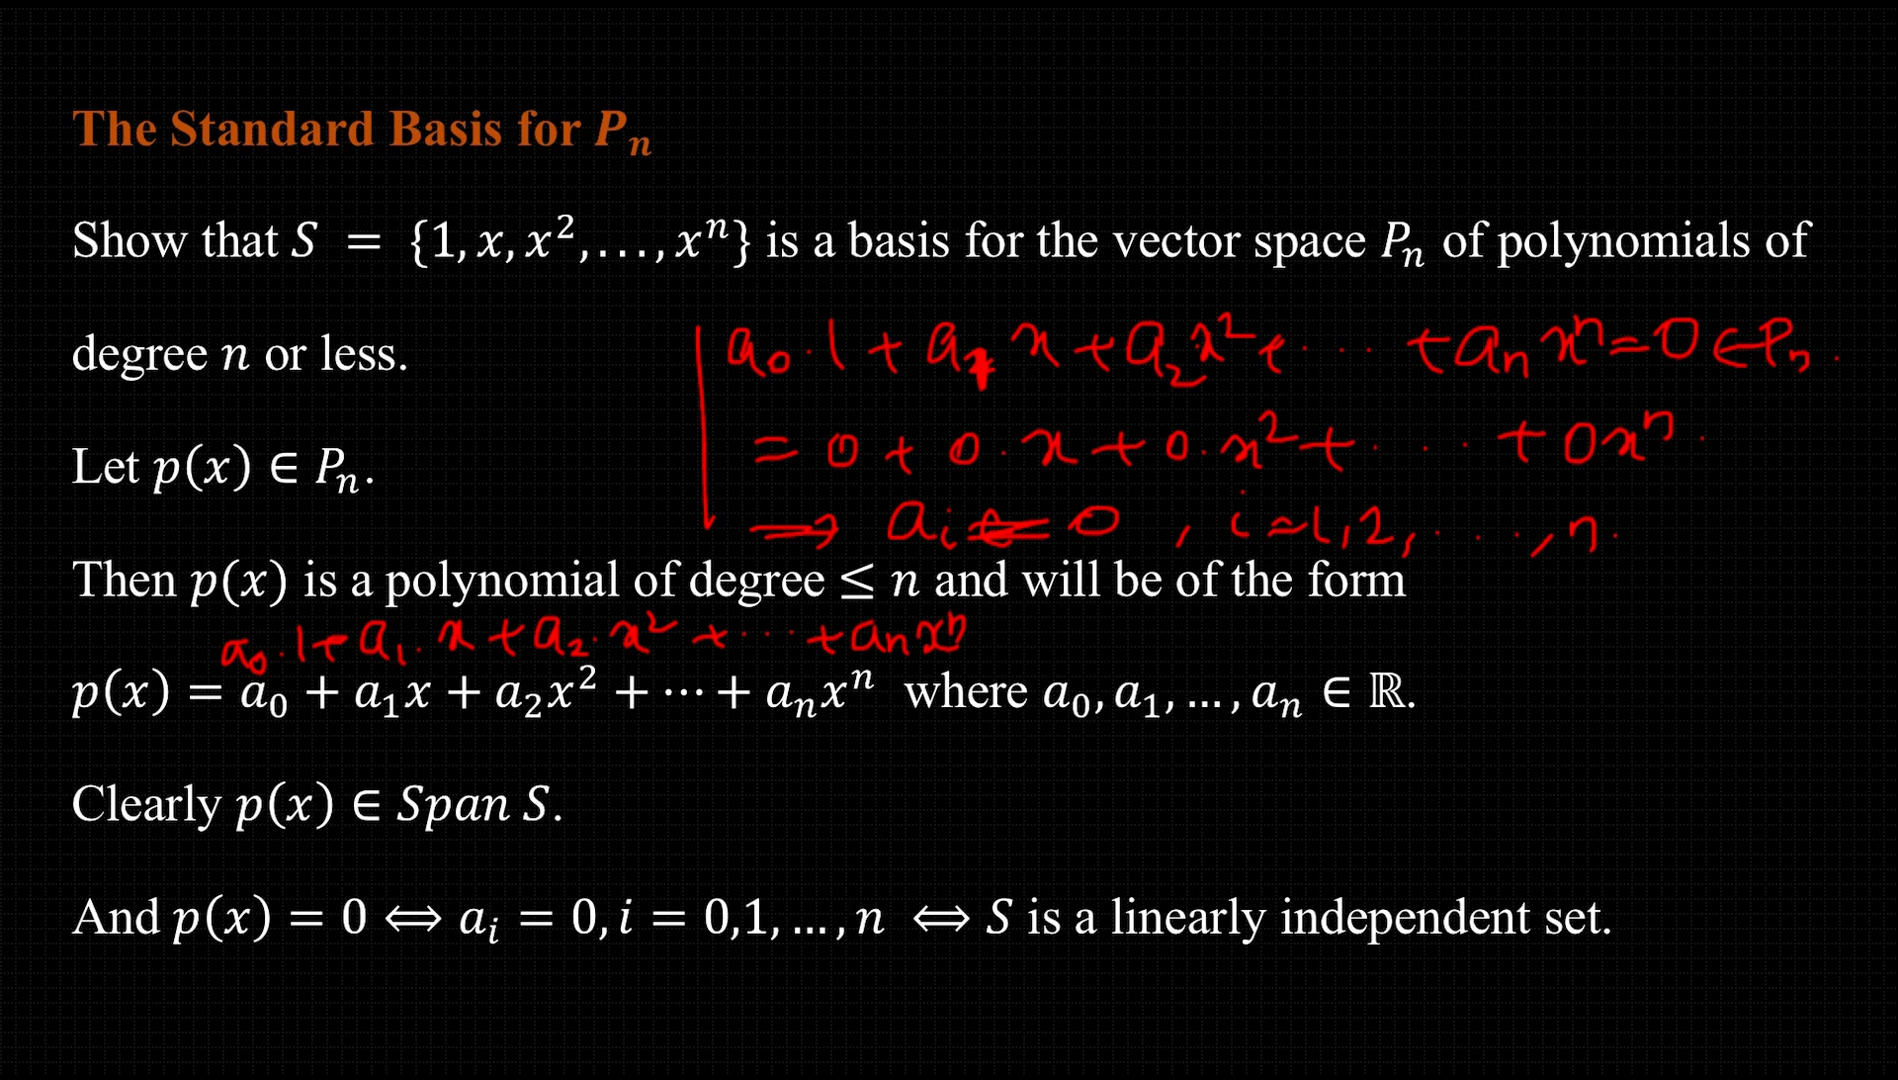 The Standard Basis for Pₙ
Show that S = {1, x, x², . . . , xⁿ} is a basis for the vector space Pₙ of polynomials of
degree n or less.
a₀·1 + a₁x + a₂x² + · · · · + aₙxⁿ = 0 ∈ Pₙ.
= 0 + 0·x + 0·x² + · · · + 0xⁿ.
Let p(x) ∈ Pₙ.
⇒ aᵢ = 0 , i = 1,2, · · · , n.
Then p(x) is a polynomial of degree ≤ n and will be of the form
a₀·1 + a₁·x + a₂·x² + · · · + aₙxⁿ
p(x) = a₀ + a₁x + a₂x² + ⋯ + aₙxⁿ where a₀, a₁, … , aₙ ∈ ℝ.
Clearly p(x) ∈ Span S.
And p(x) = 0 ⟺ aᵢ = 0, i = 0,1, … , n ⟺ S is a linearly independent set.